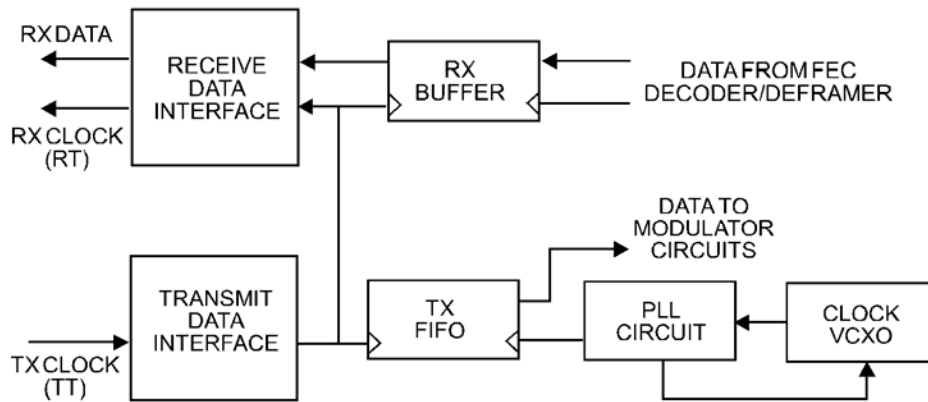 RX DATA
RX CLOCK
(RT)
RECEIVE
DATA
INTERFACE
RX
BUFFER
DATA FROM FEC
DECODER/DEFRAMER
DATA TO
MODULATOR
CIRCUITS
TX CLOCK
(TT)
TRANSMIT
DATA
INTERFACE
TX
FIFO
PLL
CIRCUIT
CLOCK
VCXO